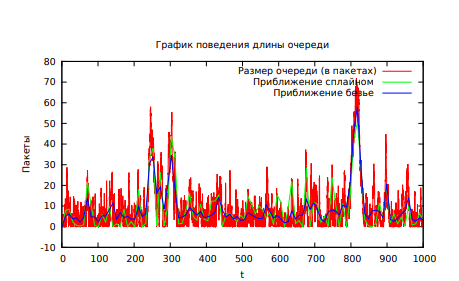 График поведения длины очереди
Размер очереди (в пакетах)
Приближение сплайном
Приближение безье
Пакеты
80
70
60
50
40
30
20
10
0
-10
0 100 200 300 400 500 600 700 800 900 1000
t